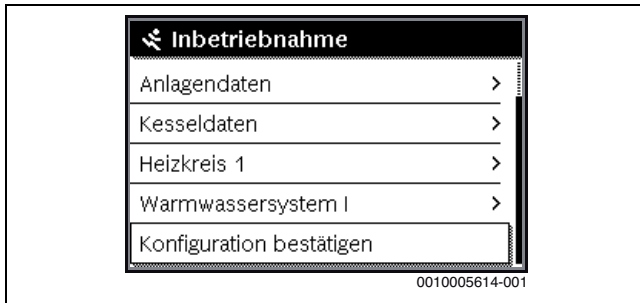 Inbetriebnahme
Anlagendaten >
Kesseldaten >
Heizkreis 1 >
Warmwassersystem I >
Konfiguration bestätigen
0010005614-001